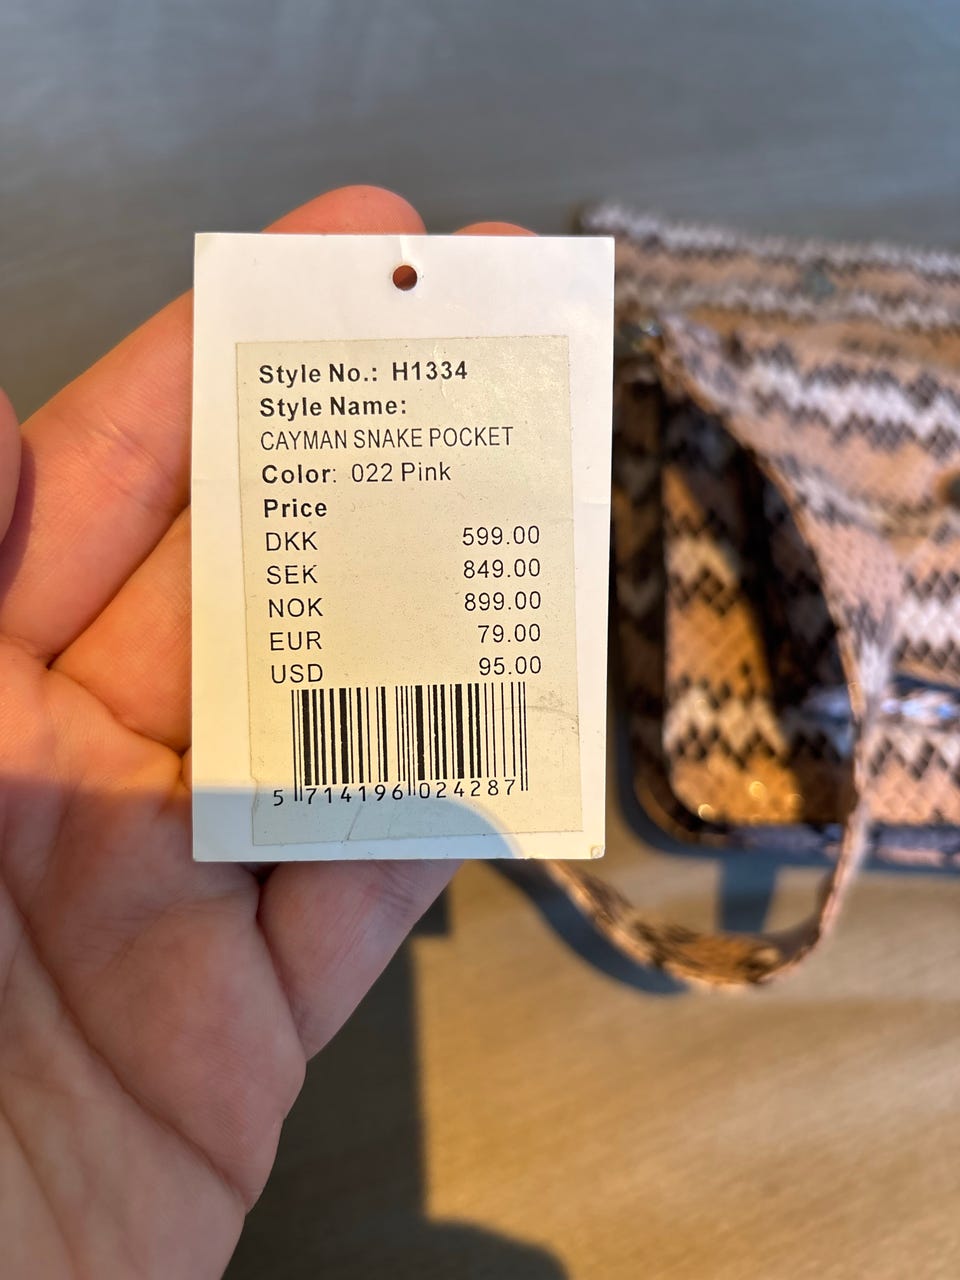 Style No.: H1334
Style Name:
CAYMAN SNAKE POCKET
Color: 022 Pink
Price
DKK 599.00
SEK 849.00
NOK 899.00
EUR 79.00
USD 95.00
5 714196 024287